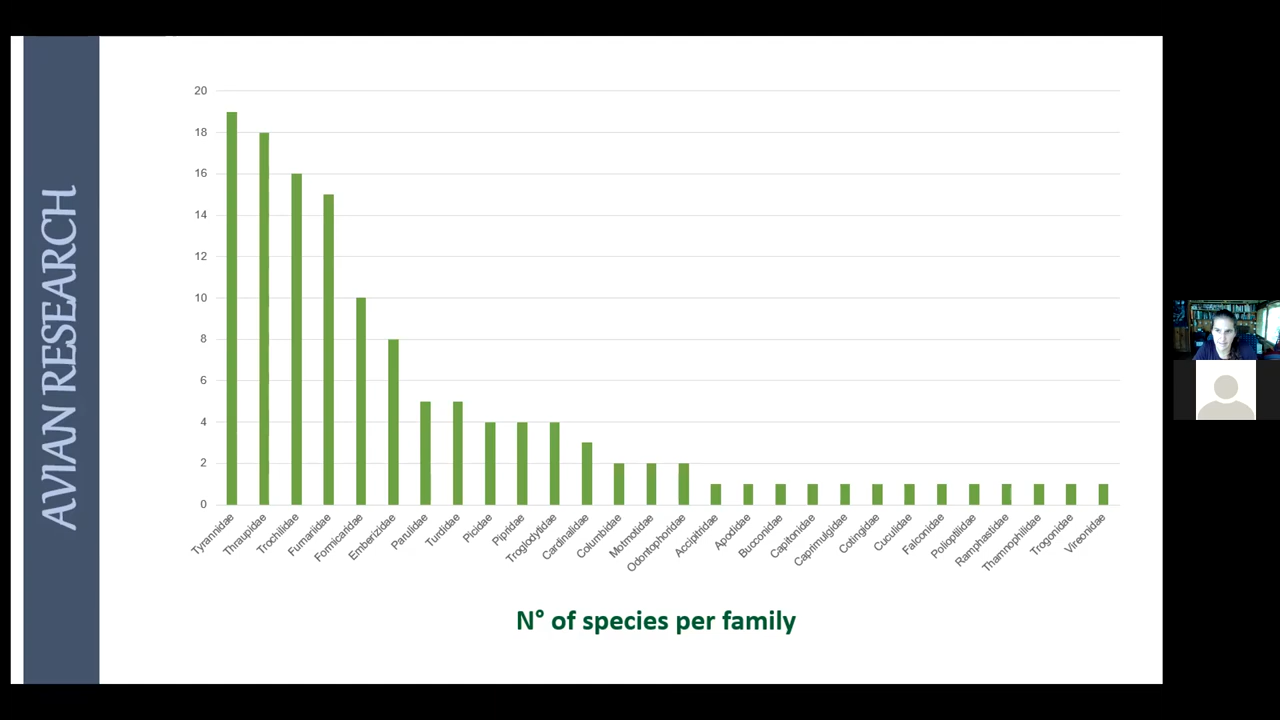 AVIAN RESEARCH
20
18
16
14
12
10
8
6
4
2
0
Tyrannidae
Thraupidae
Trochilidae
Furnariidae
Formicariidae
Emberizidae
Parulidae
Turdidae
Picidae
Pipridae
Troglodytidae
Cardinalidae
Columbidae
Motmotidae
Odontophoridae
Accipitridae
Apodidae
Bucconidae
Capitonidae
Caprimulgidae
Cotingidae
Cuculidae
Falconidae
Polioptilidae
Ramphastidae
Thamnophilidae
Trogonidae
Vireonidae
N° of species per family